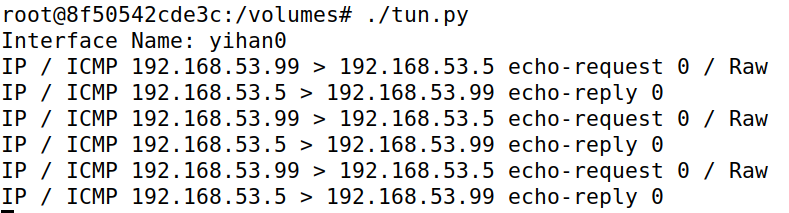 root@8f50542cde3c:/volumes# ./tun.py
Interface Name: yihan0
IP / ICMP 192.168.53.99 > 192.168.53.5 echo-request 0 / Raw
IP / ICMP 192.168.53.5 > 192.168.53.99 echo-reply 0
IP / ICMP 192.168.53.99 > 192.168.53.5 echo-request 0 / Raw
IP / ICMP 192.168.53.5 > 192.168.53.99 echo-reply 0
IP / ICMP 192.168.53.99 > 192.168.53.5 echo-request 0 / Raw
IP / ICMP 192.168.53.5 > 192.168.53.99 echo-reply 0